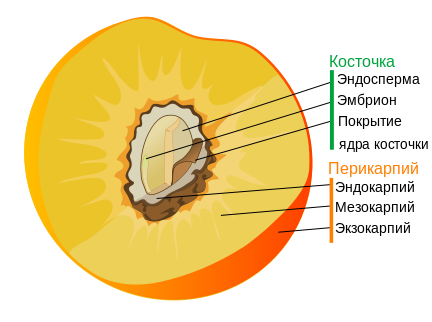 Косточка
Эндосперма
Эмбрион
Покрытие
ядра косточки
Перикарпий
Эндокарпий
Мезокарпий
Экзокарпий